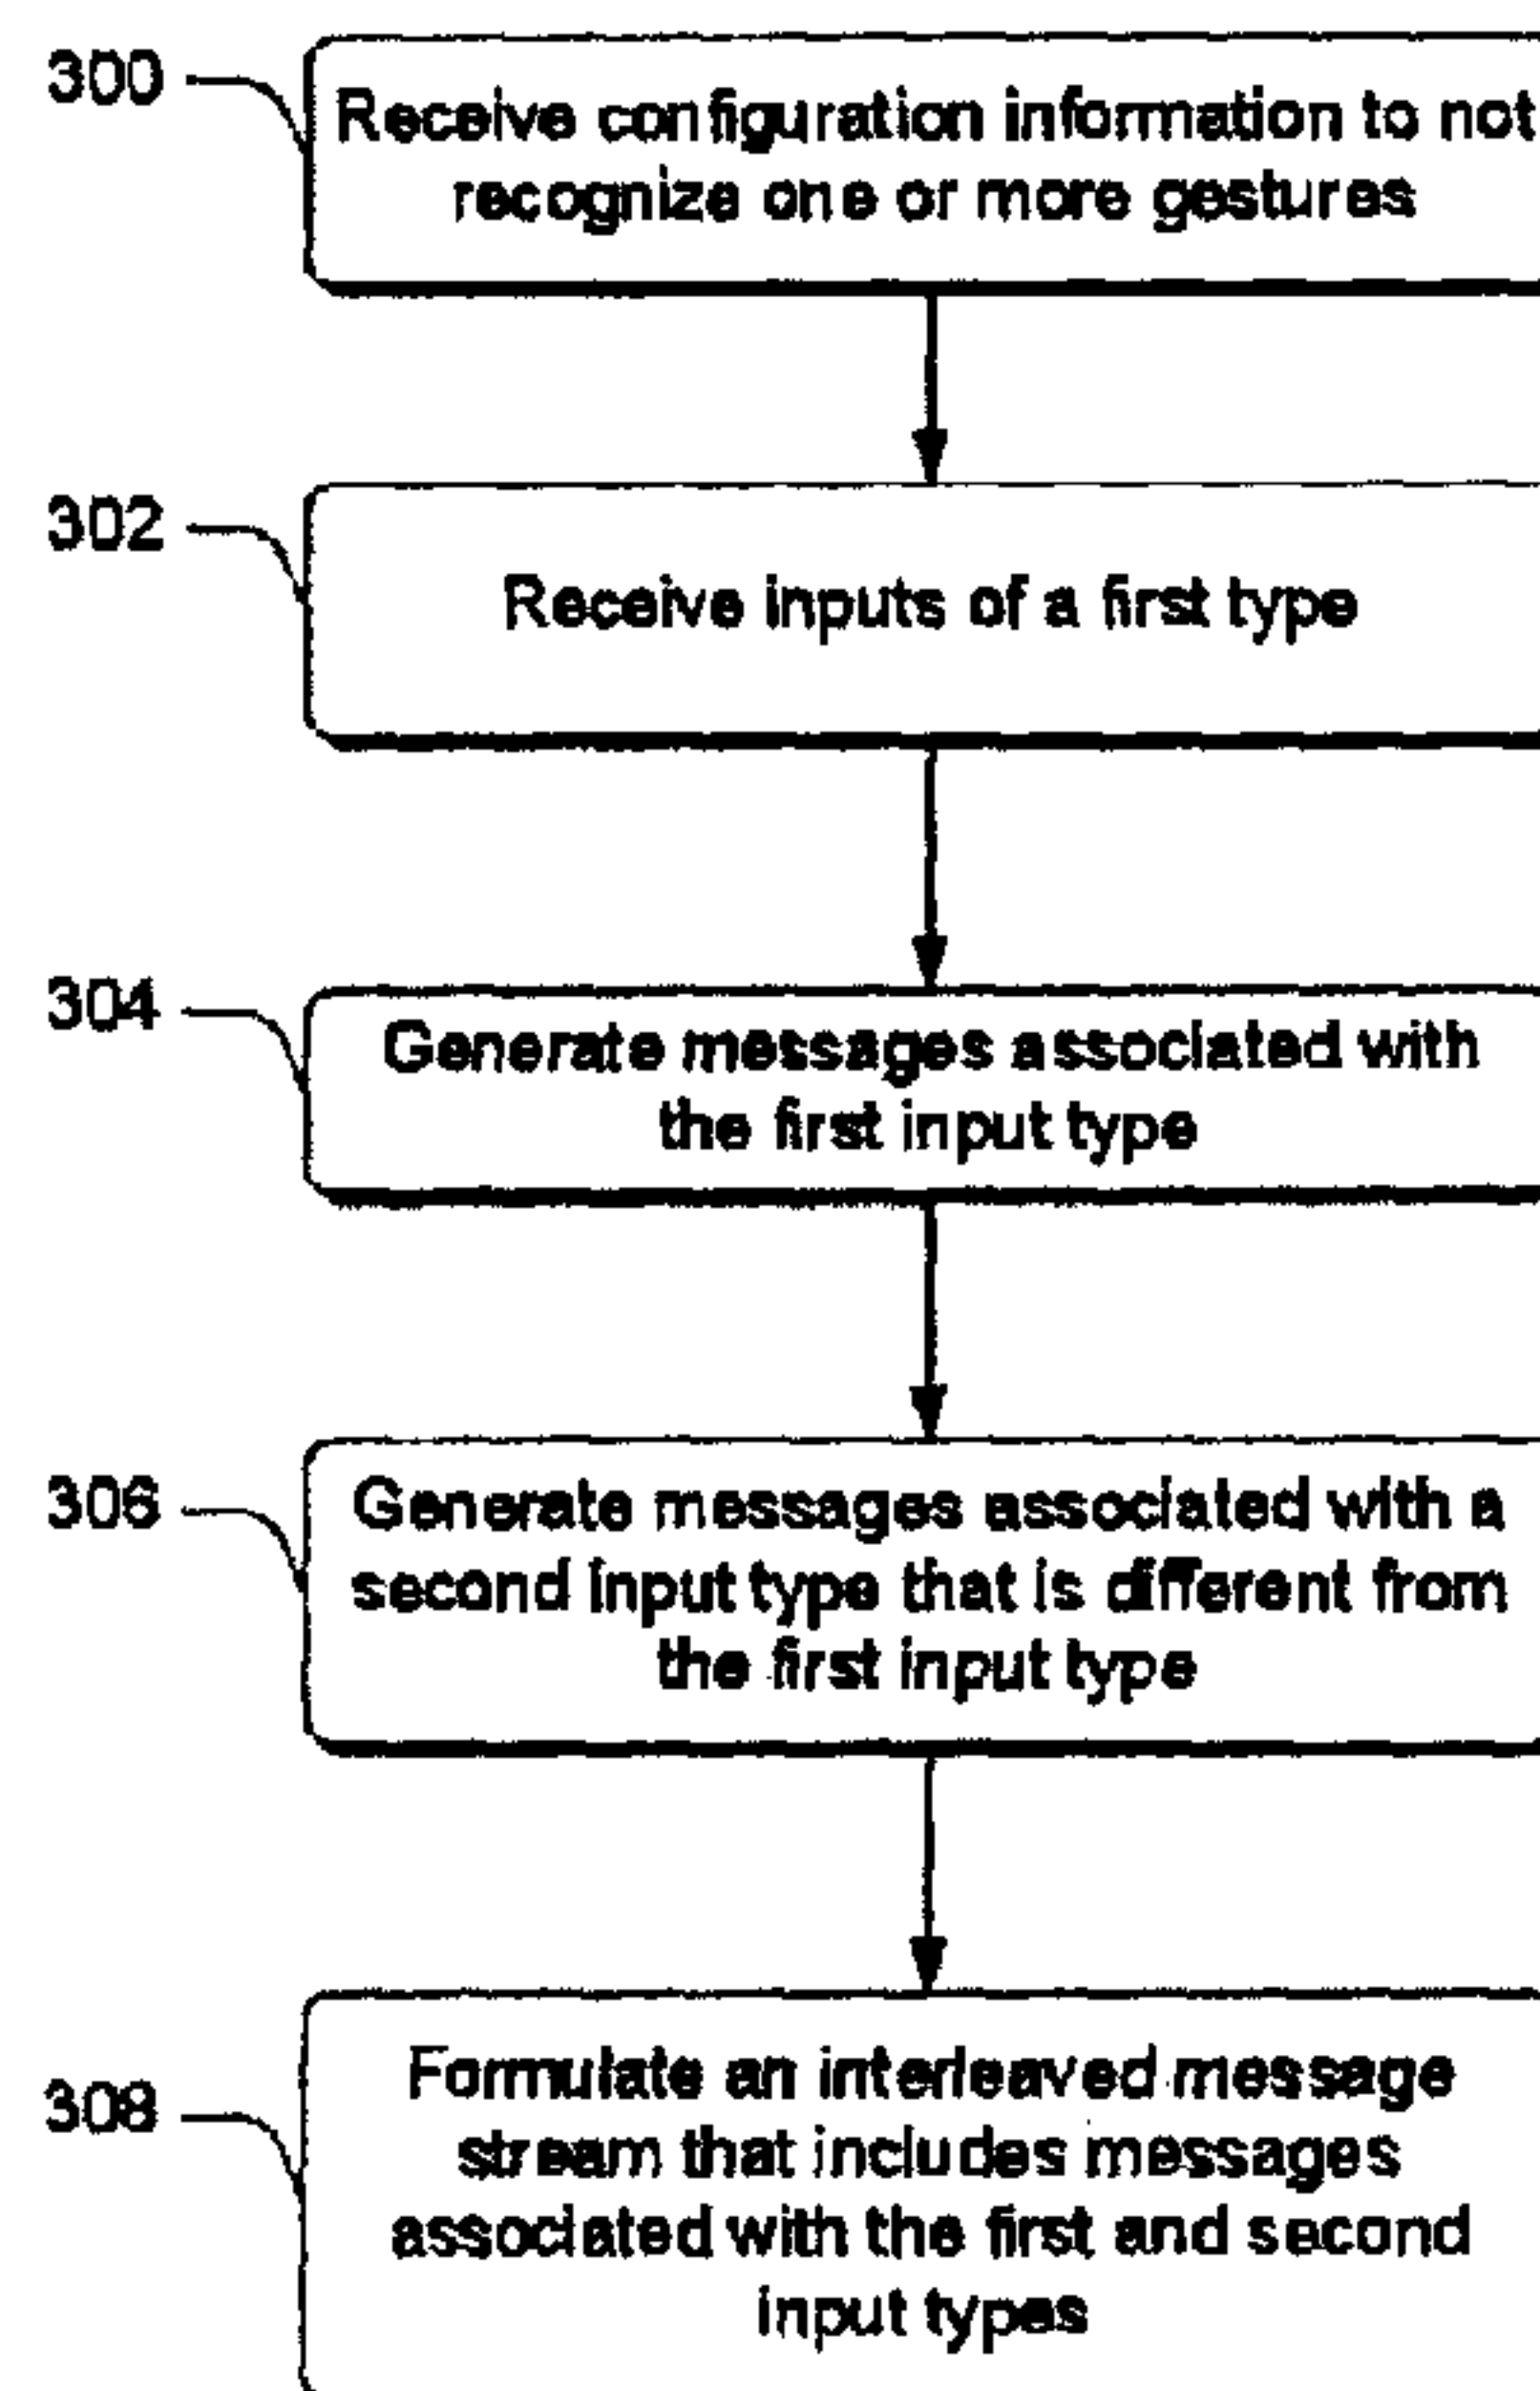 300
Receive configuration information to not
recognize one or more gestures
302
Receive inputs of a first type
304
Generate messages associated with
the first input type
306
Generate messages associated with a
second input type that is different from
the first input type
308
Formulate an interleaved message
stream that includes messages
associated with the first and second
input types